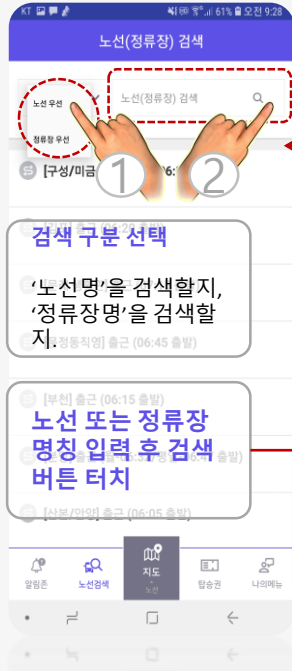 KT 61% 오전 9:28
노선(정류장) 검색
노선 우선
노선(정류장) 검색
정류장 우선
1 2
[구성/미금
검색 구분 선택
‘노선명’을 검색할지,
‘정류장명’을 검색할
지.
출근 (06:45 출발)
[부천] 출근 (06:15 출발)
노선 또는 정류장
명칭 입력 후 검색
버튼 터치
[산본/안양] 출근 (06:05 출발)
알림존 노선검색 지도 탑승권 나의메뉴
노선